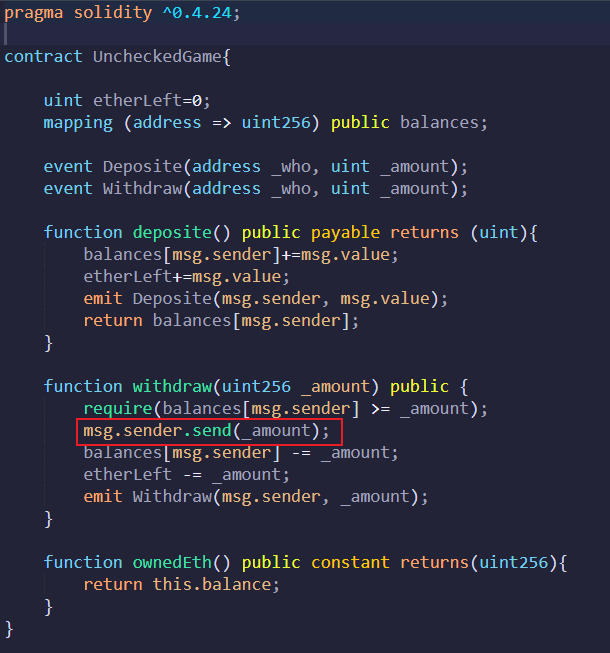 pragma solidity ^0.4.24;
contract UncheckedGame{
uint etherLeft=0;
mapping (address => uint256) public balances;
event Deposite(address _who, uint _amount);
event Withdraw(address _who, uint _amount);
function deposite() public payable returns (uint){
balances[msg.sender]+=msg.value;
etherLeft+=msg.value;
emit Deposite(msg.sender, msg.value);
return balances[msg.sender];
}
function withdraw(uint256 _amount) public {
require(balances[msg.sender] >= _amount);
msg.sender.send(_amount);
balances[msg.sender] -= _amount;
etherLeft -= _amount;
emit Withdraw(msg.sender, _amount);
}
function ownedEth() public constant returns(uint256){
return this.balance;
}
}